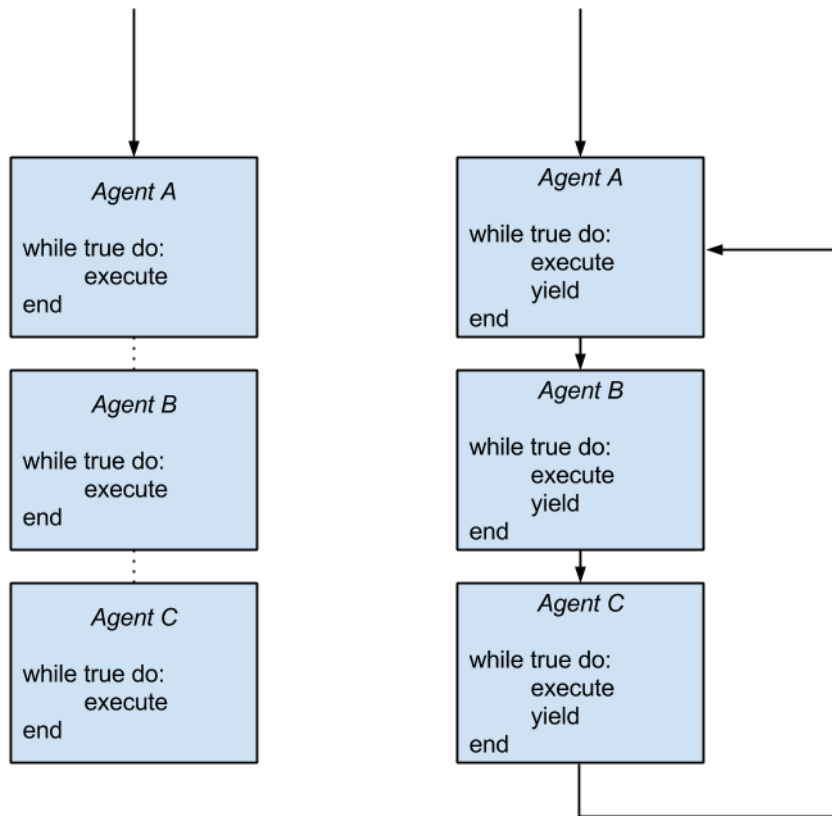 Agent A
while true do:
execute
end
Agent B
while true do:
execute
end
Agent C
while true do:
execute
end
Agent A
while true do:
execute
yield
end
Agent B
while true do:
execute
yield
end
Agent C
while true do:
execute
yield
end